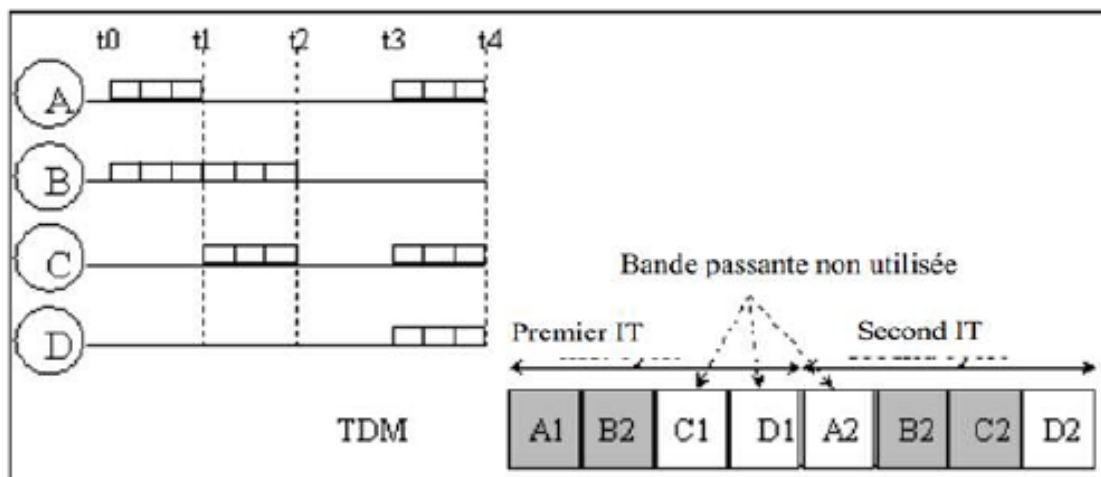 t0 t1 t2 t3 t4
A
B
C
D
Bande passante non utilisée
Premier IT Second IT
TDM
A1 B2 C1 D1 A2 B2 C2 D2